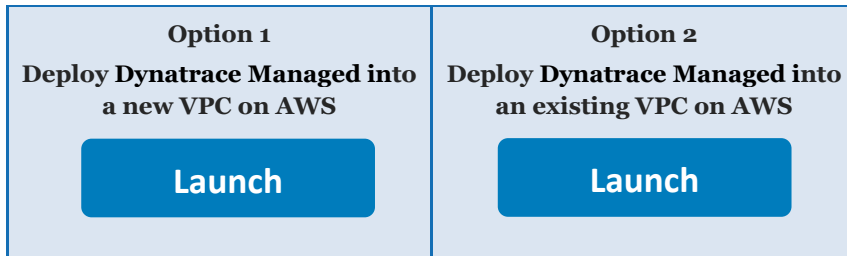 Option 1
Deploy Dynatrace Managed into
a new VPC on AWS
Launch
Option 2
Deploy Dynatrace Managed into
an existing VPC on AWS
Launch